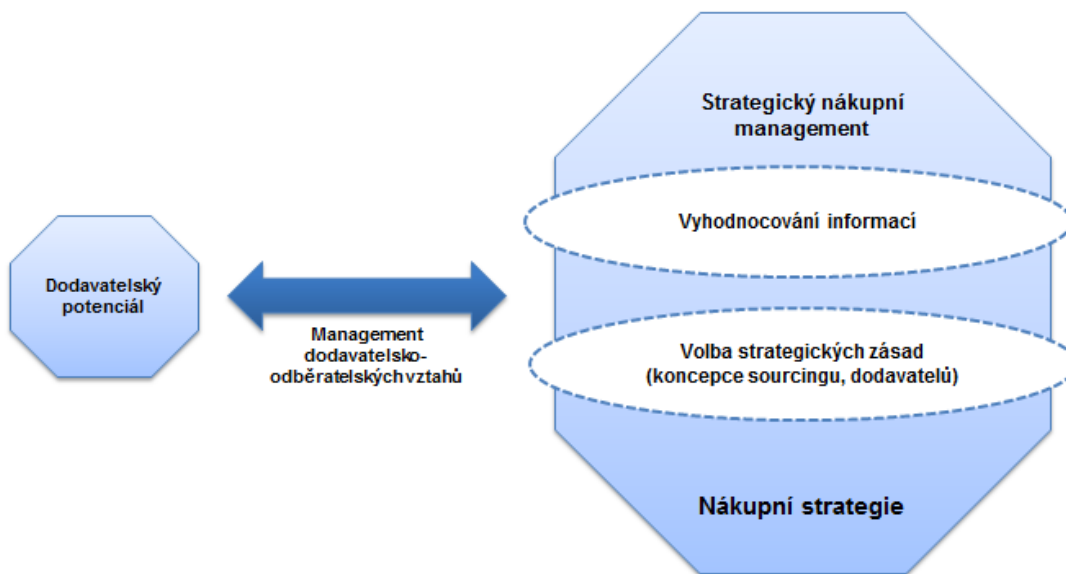 Strategický nákupní
management
Vyhodnocování informací
Dodavatelský
potenciál
Management
dodavatelsko-
odběratelských vztahů
Volba strategických zásad
(koncepce sourcingu, dodavatelů)
Nákupní strategie